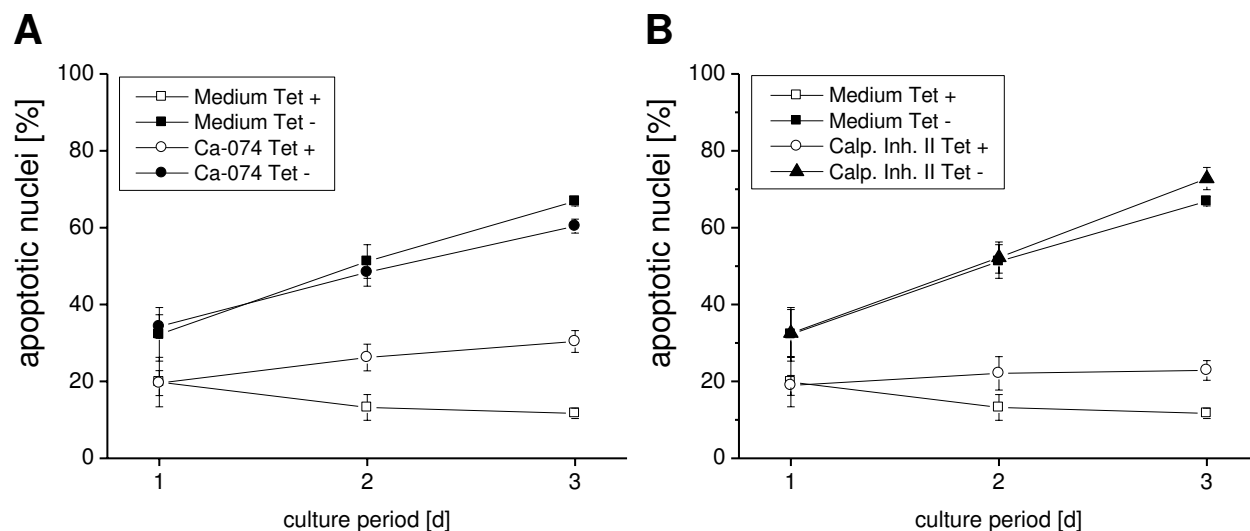 A
apoptotic nuclei [%]
100
80
60
40
20
0
Medium Tet +
Medium Tet -
Ca-074 Tet +
Ca-074 Tet -
1
2
3
culture period [d]
B
apoptotic nuclei [%]
100
80
60
40
20
0
Medium Tet +
Medium Tet -
Calp. Inh. II Tet +
Calp. Inh. II Tet -
1
2
3
culture period [d]